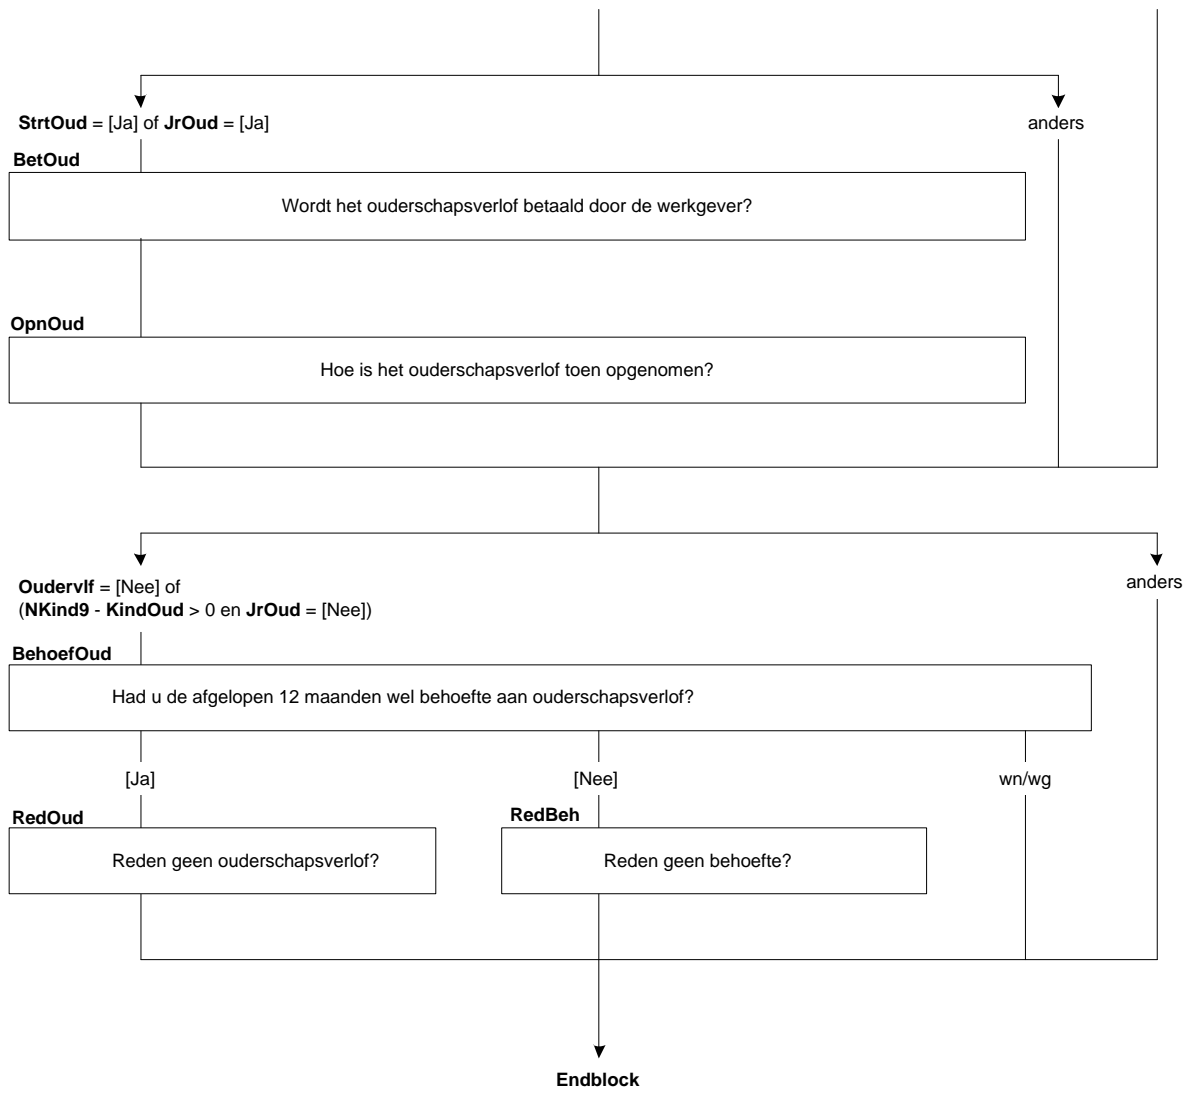 StrtOud = [Ja] of JrOud = [Ja]
anders
BetOud
Wordt het ouderschapsverlof betaald door de werkgever?
OpnOud
Hoe is het ouderschapsverlof toen opgenomen?
Oudervlf = [Nee] of
(NKind9 - KindOud > 0 en JrOud = [Nee])
anders
BehoefOud
Had u de afgelopen 12 maanden wel behoefte aan ouderschapsverlof?
[Ja]
[Nee]
wn/wg
RedOud
Reden geen ouderschapsverlof?
RedBeh
Reden geen behoefte?
Endblock